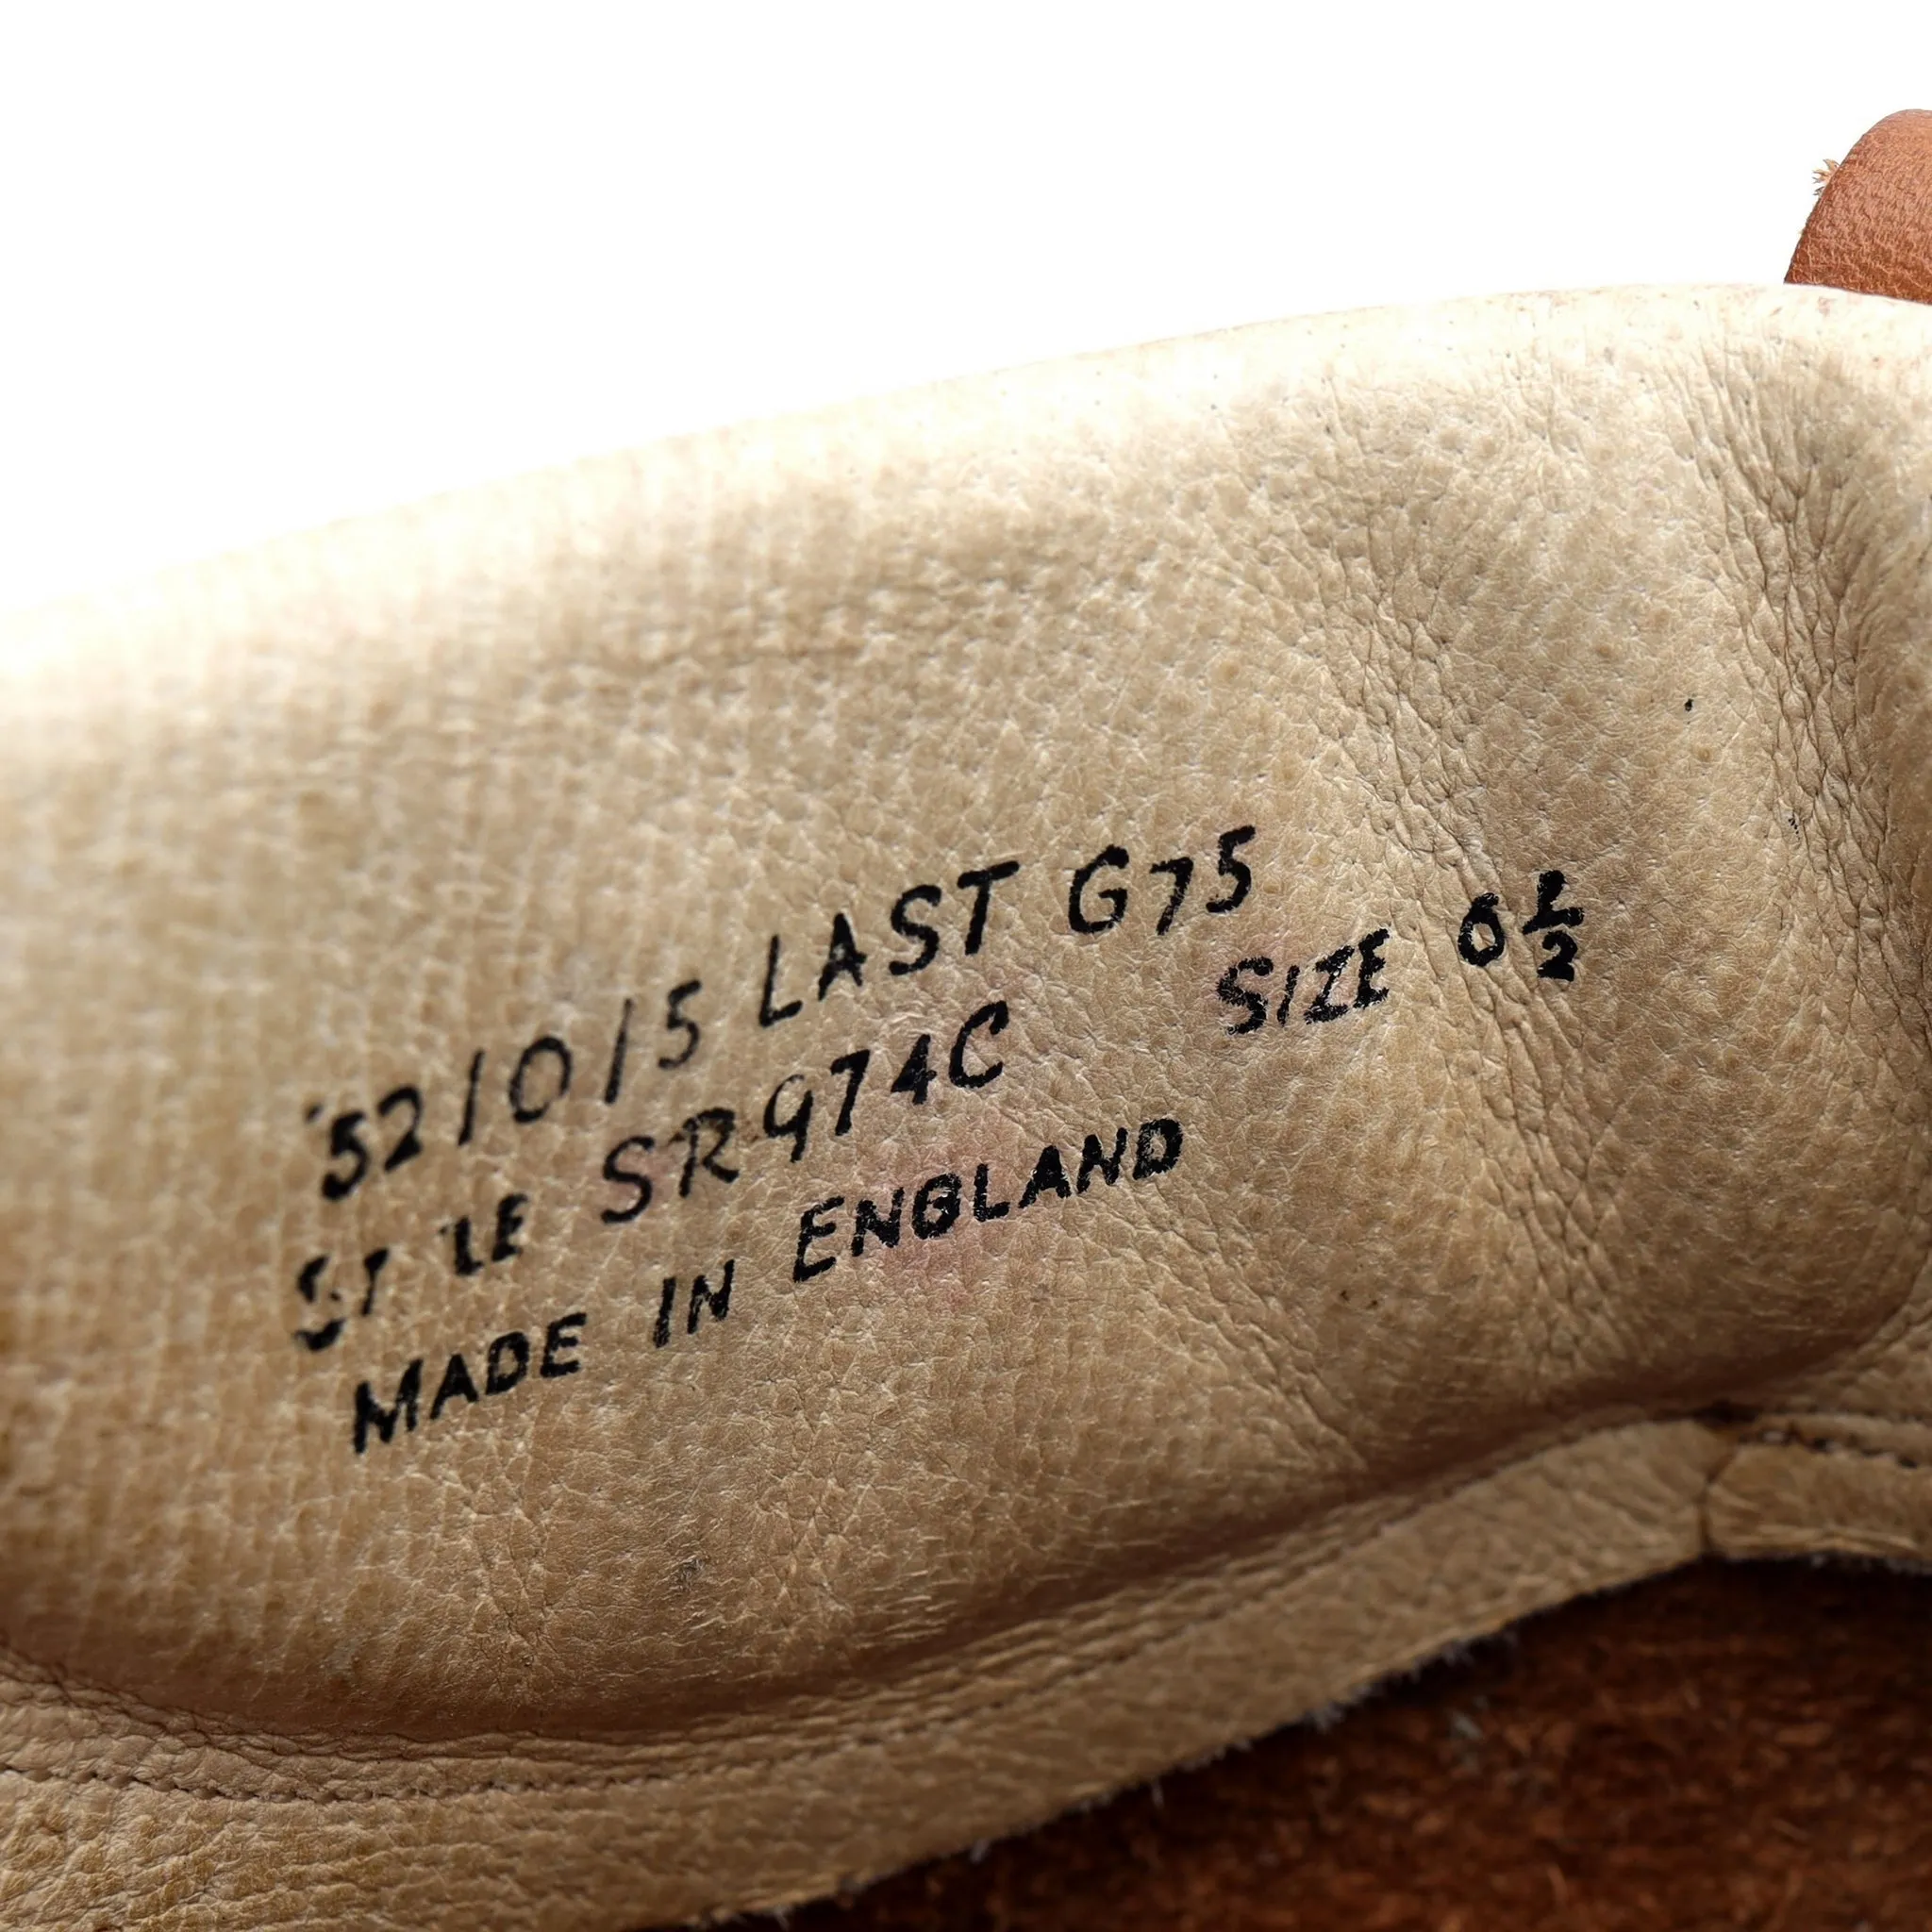 521015 LAST G75
STYLE SR974C SIZE 6½
MADE IN ENGLAND